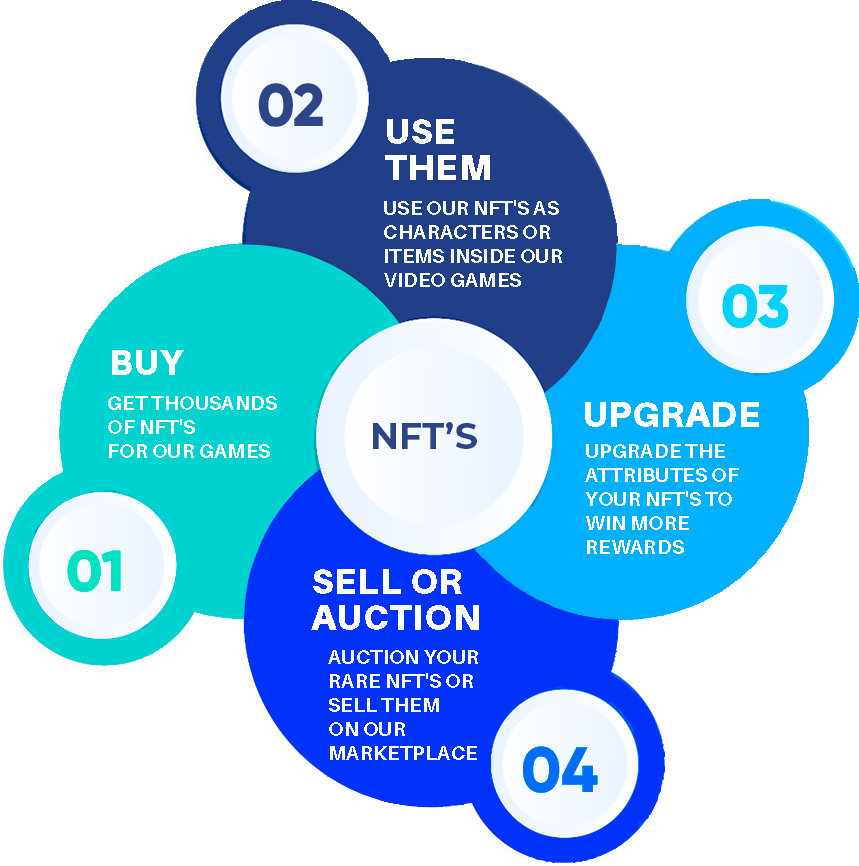 01
BUY
GET THOUSANDS
OF NFT'S
FOR OUR GAMES
02
USE
THEM
USE OUR NFT'S AS
CHARACTERS OR
ITEMS INSIDE OUR
VIDEO GAMES
03
UPGRADE
UPGRADE THE
ATTRIBUTES OF
YOUR NFT'S TO
WIN MORE
REWARDS
04
SELL OR
AUCTION
AUCTION YOUR
RARE NFT'S OR
SELL THEM
ON OUR
MARKETPLACE
NFT’S